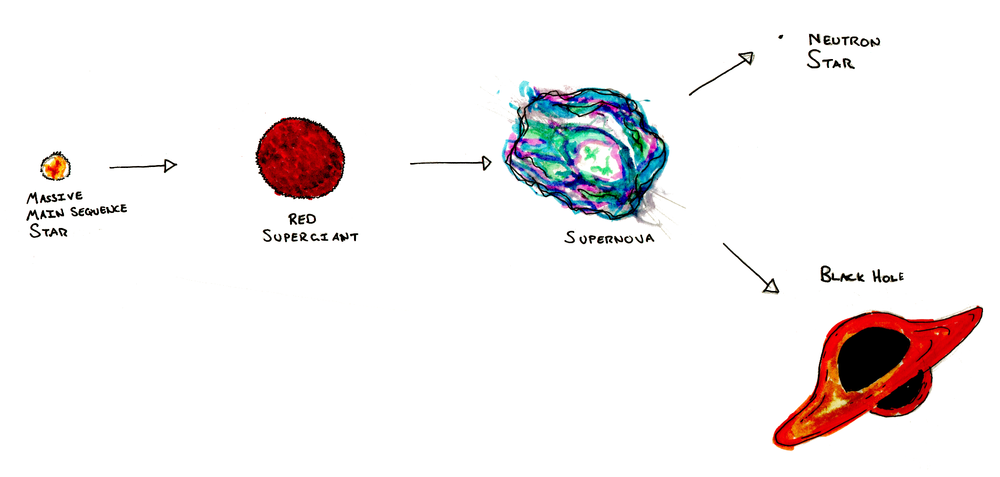 MASSIVE
MAIN SEQUENCE
STAR
RED
SUPERGIANT
SUPERNOVA
NEUTRON
STAR
BLACK HOLE